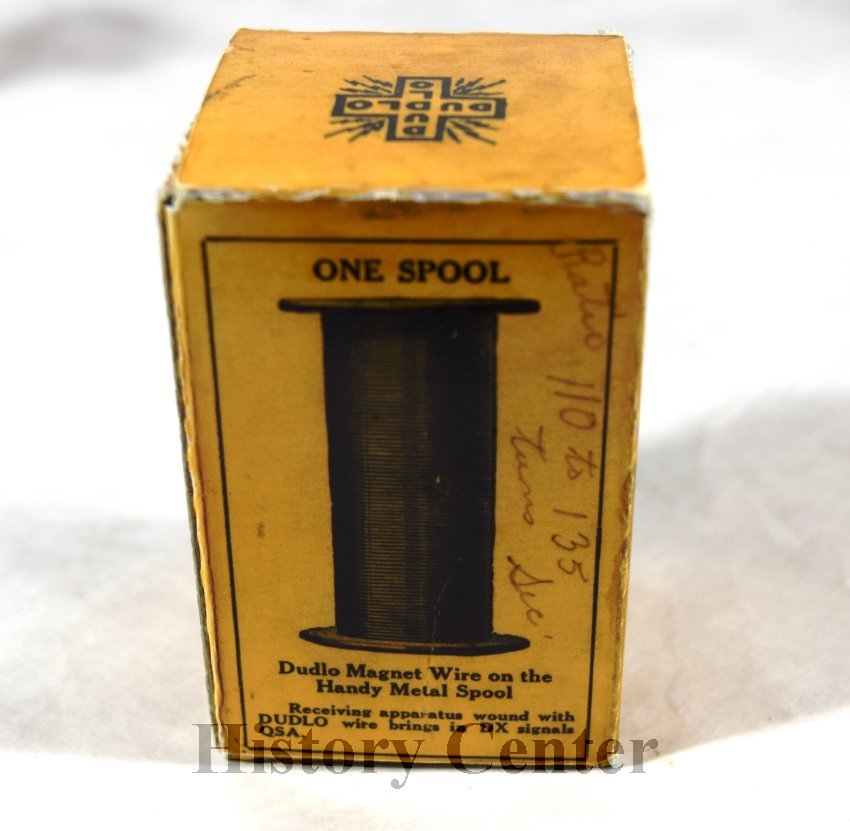 DUDLO
DUDLO
ONE SPOOL
Ratio 110 to 135
turns Sec'
Dudlo Magnet Wire on the
Handy Metal Spool
Receiving apparatus wound with
DUDLO wire brings in DX signals
QSA.
History Center